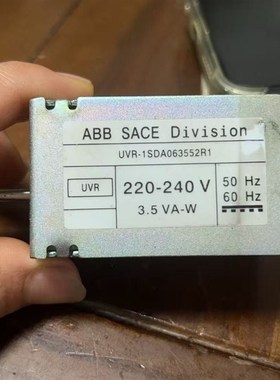 ABB SACE Division
UVR-1SDA063552R1
UVR
220-240 V
3.5 VA-W
50 Hz
60 Hz